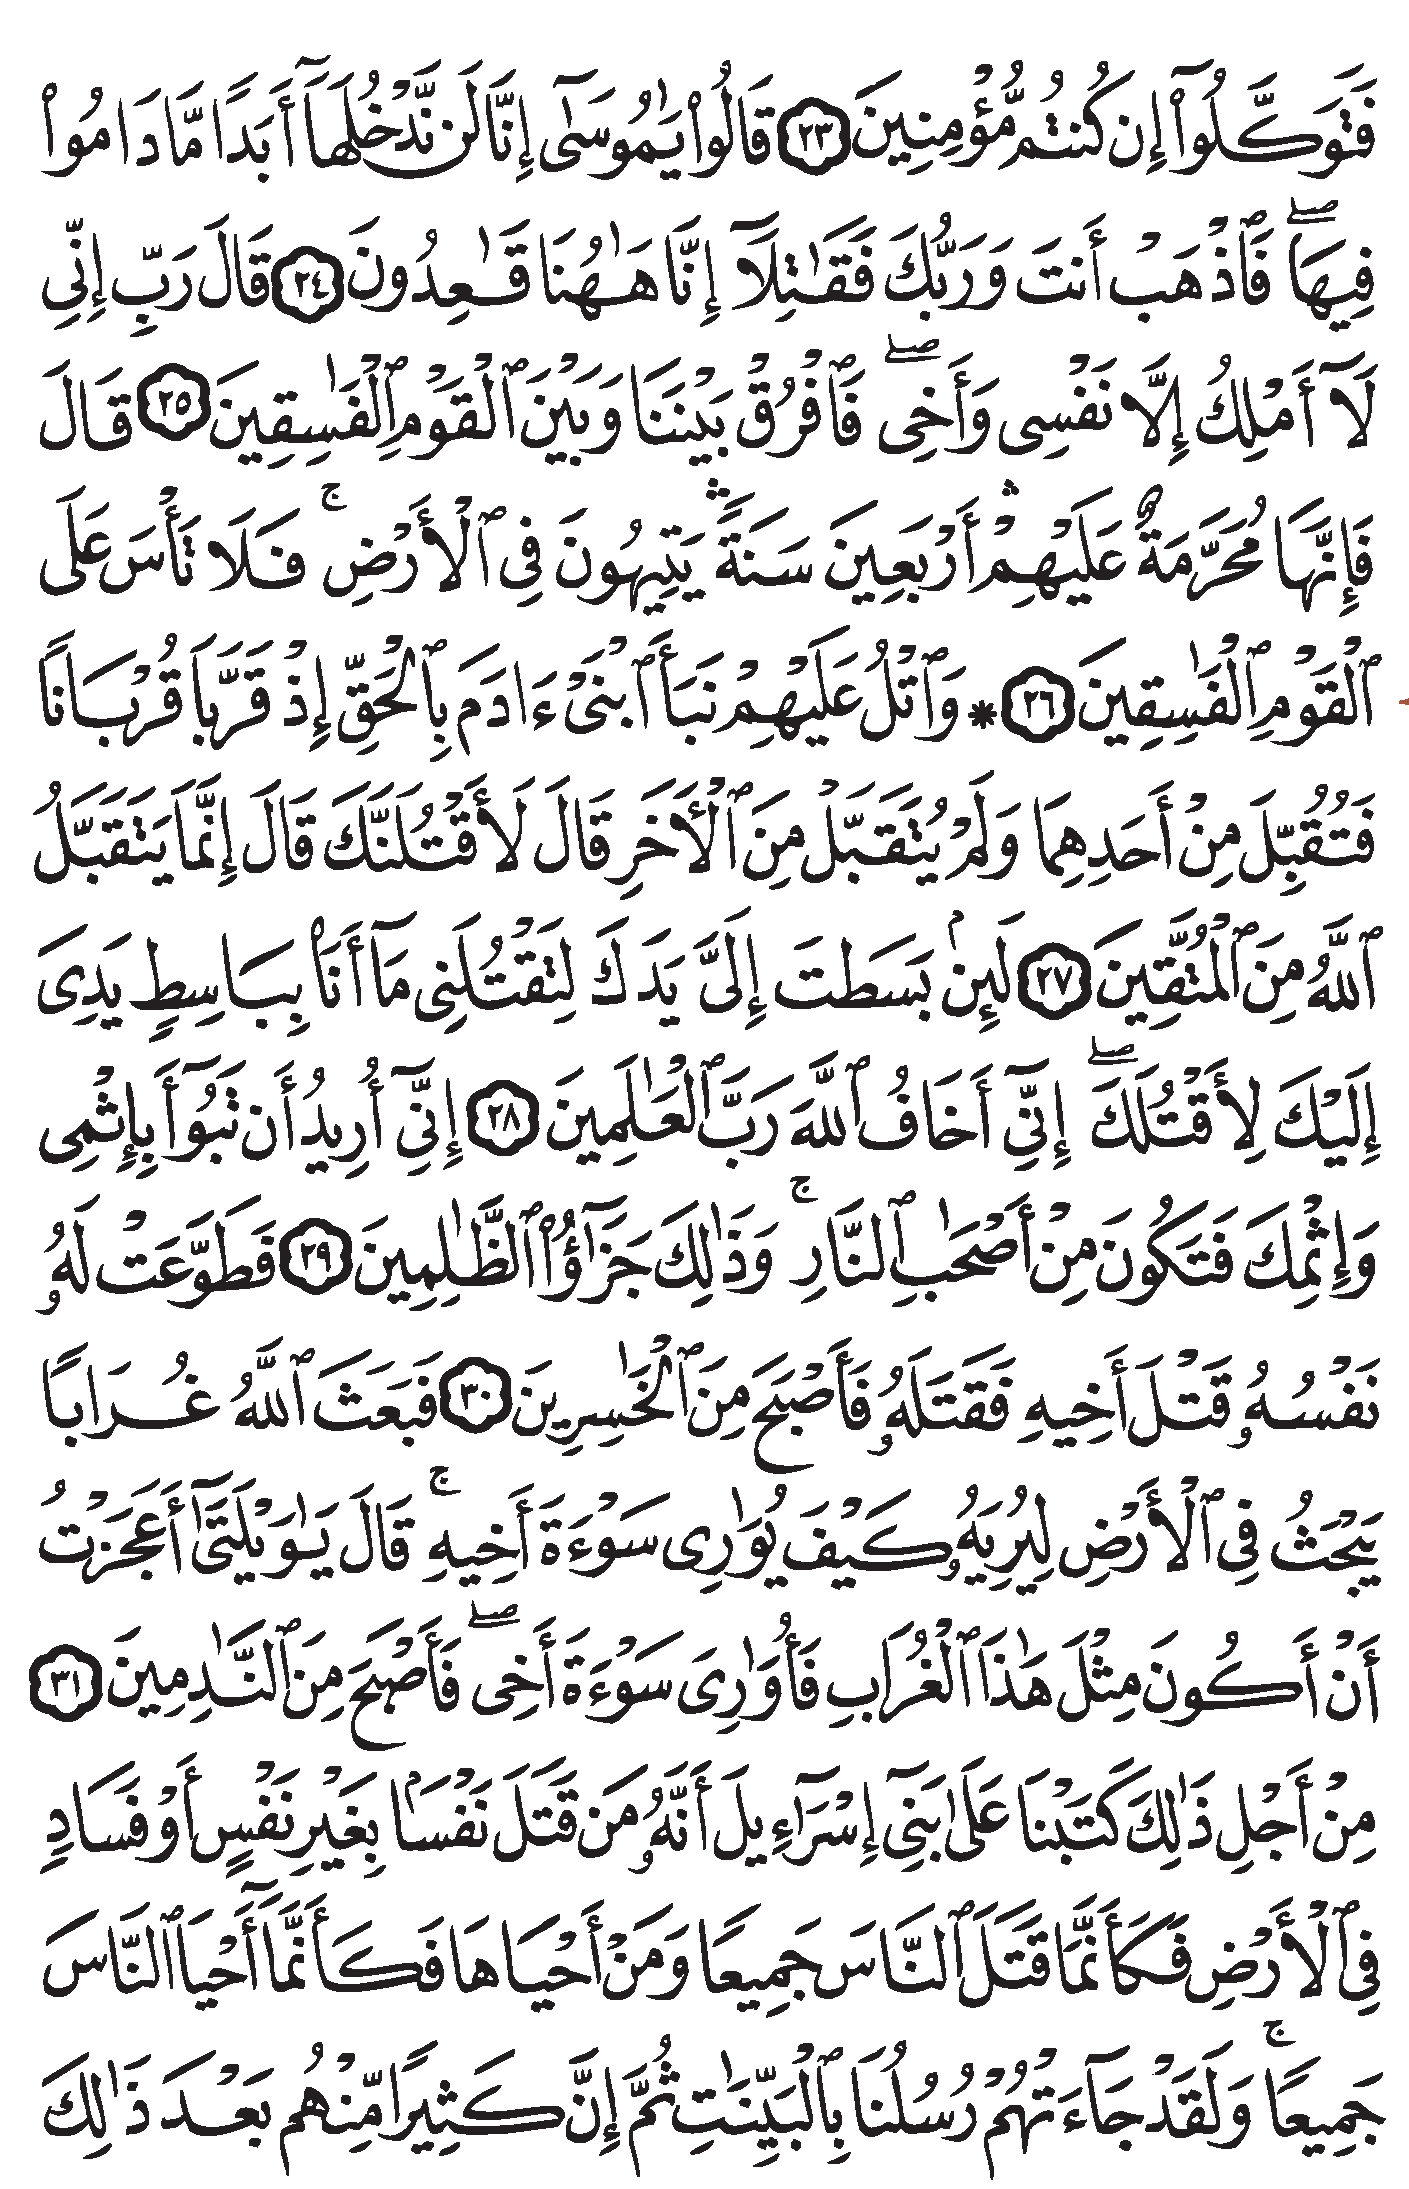 فَتَوَكَّلُوٓا۟ إِن كُنتُم مُّؤْمِنِينَ ٢٣ قَالُوا۟ يَـٰمُوسَىٰٓ إِنَّا لَن نَّدْخُلَهَآ أَبَدًا مَّا دَامُوا۟
فِيهَا ۖ فَٱذْهَبْ أَنتَ وَرَبُّكَ فَقَـٰتِلَآ إِنَّا هَـٰهُنَا قَـٰعِدُونَ ٢٤ قَالَ رَبِّ إِنِّى
لَآ أَمْلِكُ إِلَّا نَفْسِى وَأَخِى ۖ فَٱفْرُقْ بَيْنَنَا وَبَيْنَ ٱلْقَوْمِ ٱلْفَـٰسِقِينَ ٢٥ قَالَ
فَإِنَّهَا مُحَرَّمَةٌ عَلَيْهِمْ ۛ أَرْبَعِينَ سَنَةً ۛ يَتِيهُونَ فِى ٱلْأَرْضِ ۚ فَلَا تَأْسَ عَلَى
ٱلْقَوْمِ ٱلْفَـٰسِقِينَ ٢٦ * وَٱتْلُ عَلَيْهِمْ نَبَأَ ٱبْنَىْ ءَادَمَ بِٱلْحَقِّ إِذْ قَرَّبَا قُرْبَانًا
فَتُقُبِّلَ مِنْ أَحَدِهِمَا وَلَمْ يُتَقَبَّلْ مِنَ ٱلْـَٔاخَرِ قَالَ لَأَقْتُلَنَّكَ قَالَ إِنَّمَا يَتَقَبَّلُ
ٱللَّهُ مِنَ ٱلْمُتَّقِينَ ٢٧ لَئِنۢ بَسَطتَ إِلَىَّ يَدَكَ لِتَقْتُلَنِى مَآ أَنَا۠ بِبَاسِطٍ يَدِىَ
إِلَيْكَ لِأَقْتُلَكَ ۖ إِنِّىٓ أَخَافُ ٱللَّهَ رَبَّ ٱلْعَـٰلَمِينَ ٢٨ إِنِّىٓ أُرِيدُ أَن تَبُوٓأَ بِإِثْمِى
وَإِثْمِكَ فَتَكُونَ مِنْ أَصْحَـٰبِ ٱلنَّارِ ۚ وَذَٰلِكَ جَزَٰٓؤُا۟ ٱلظَّـٰلِمِينَ ٢٩ فَطَوَّعَتْ لَهُۥ
نَفْسُهُۥ قَتْلَ أَخِيهِ فَقَتَلَهُۥ فَأَصْبَحَ مِنَ ٱلْخَـٰسِرِينَ ٣٠ فَبَعَثَ ٱللَّهُ غُرَابًا
يَبْحَثُ فِى ٱلْأَرْضِ لِيُرِيَهُۥ كَيْفَ يُوَٰرِى سَوْءَةَ أَخِيهِ ۚ قَالَ يَـٰوَيْلَتَىٰٓ أَعَجَزْتُ
أَنْ أَكُونَ مِثْلَ هَـٰذَا ٱلْغُرَابِ فَأُوَٰرِىَ سَوْءَةَ أَخِى ۖ فَأَصْبَحَ مِنَ ٱلنَّـٰدِمِينَ ٣١
مِنْ أَجْلِ ذَٰلِكَ كَتَبْنَا عَلَىٰ بَنِىٓ إِسْرَٰٓءِيلَ أَنَّهُۥ مَن قَتَلَ نَفْسًۢا بِغَيْرِ نَفْسٍ أَوْ فَسَادٍ
فِى ٱلْأَرْضِ فَكَأَنَّمَا قَتَلَ ٱلنَّاسَ جَمِيعًا وَمَنْ أَحْيَاهَا فَكَأَنَّمَآ أَحْيَا ٱلنَّاسَ
جَمِيعًا ۚ وَلَقَدْ جَآءَتْهُمْ رُسُلُنَا بِٱلْبَيِّنَـٰتِ ثُمَّ إِنَّ كَثِيرًا مِّنْهُم بَعْدَ ذَٰلِكَ